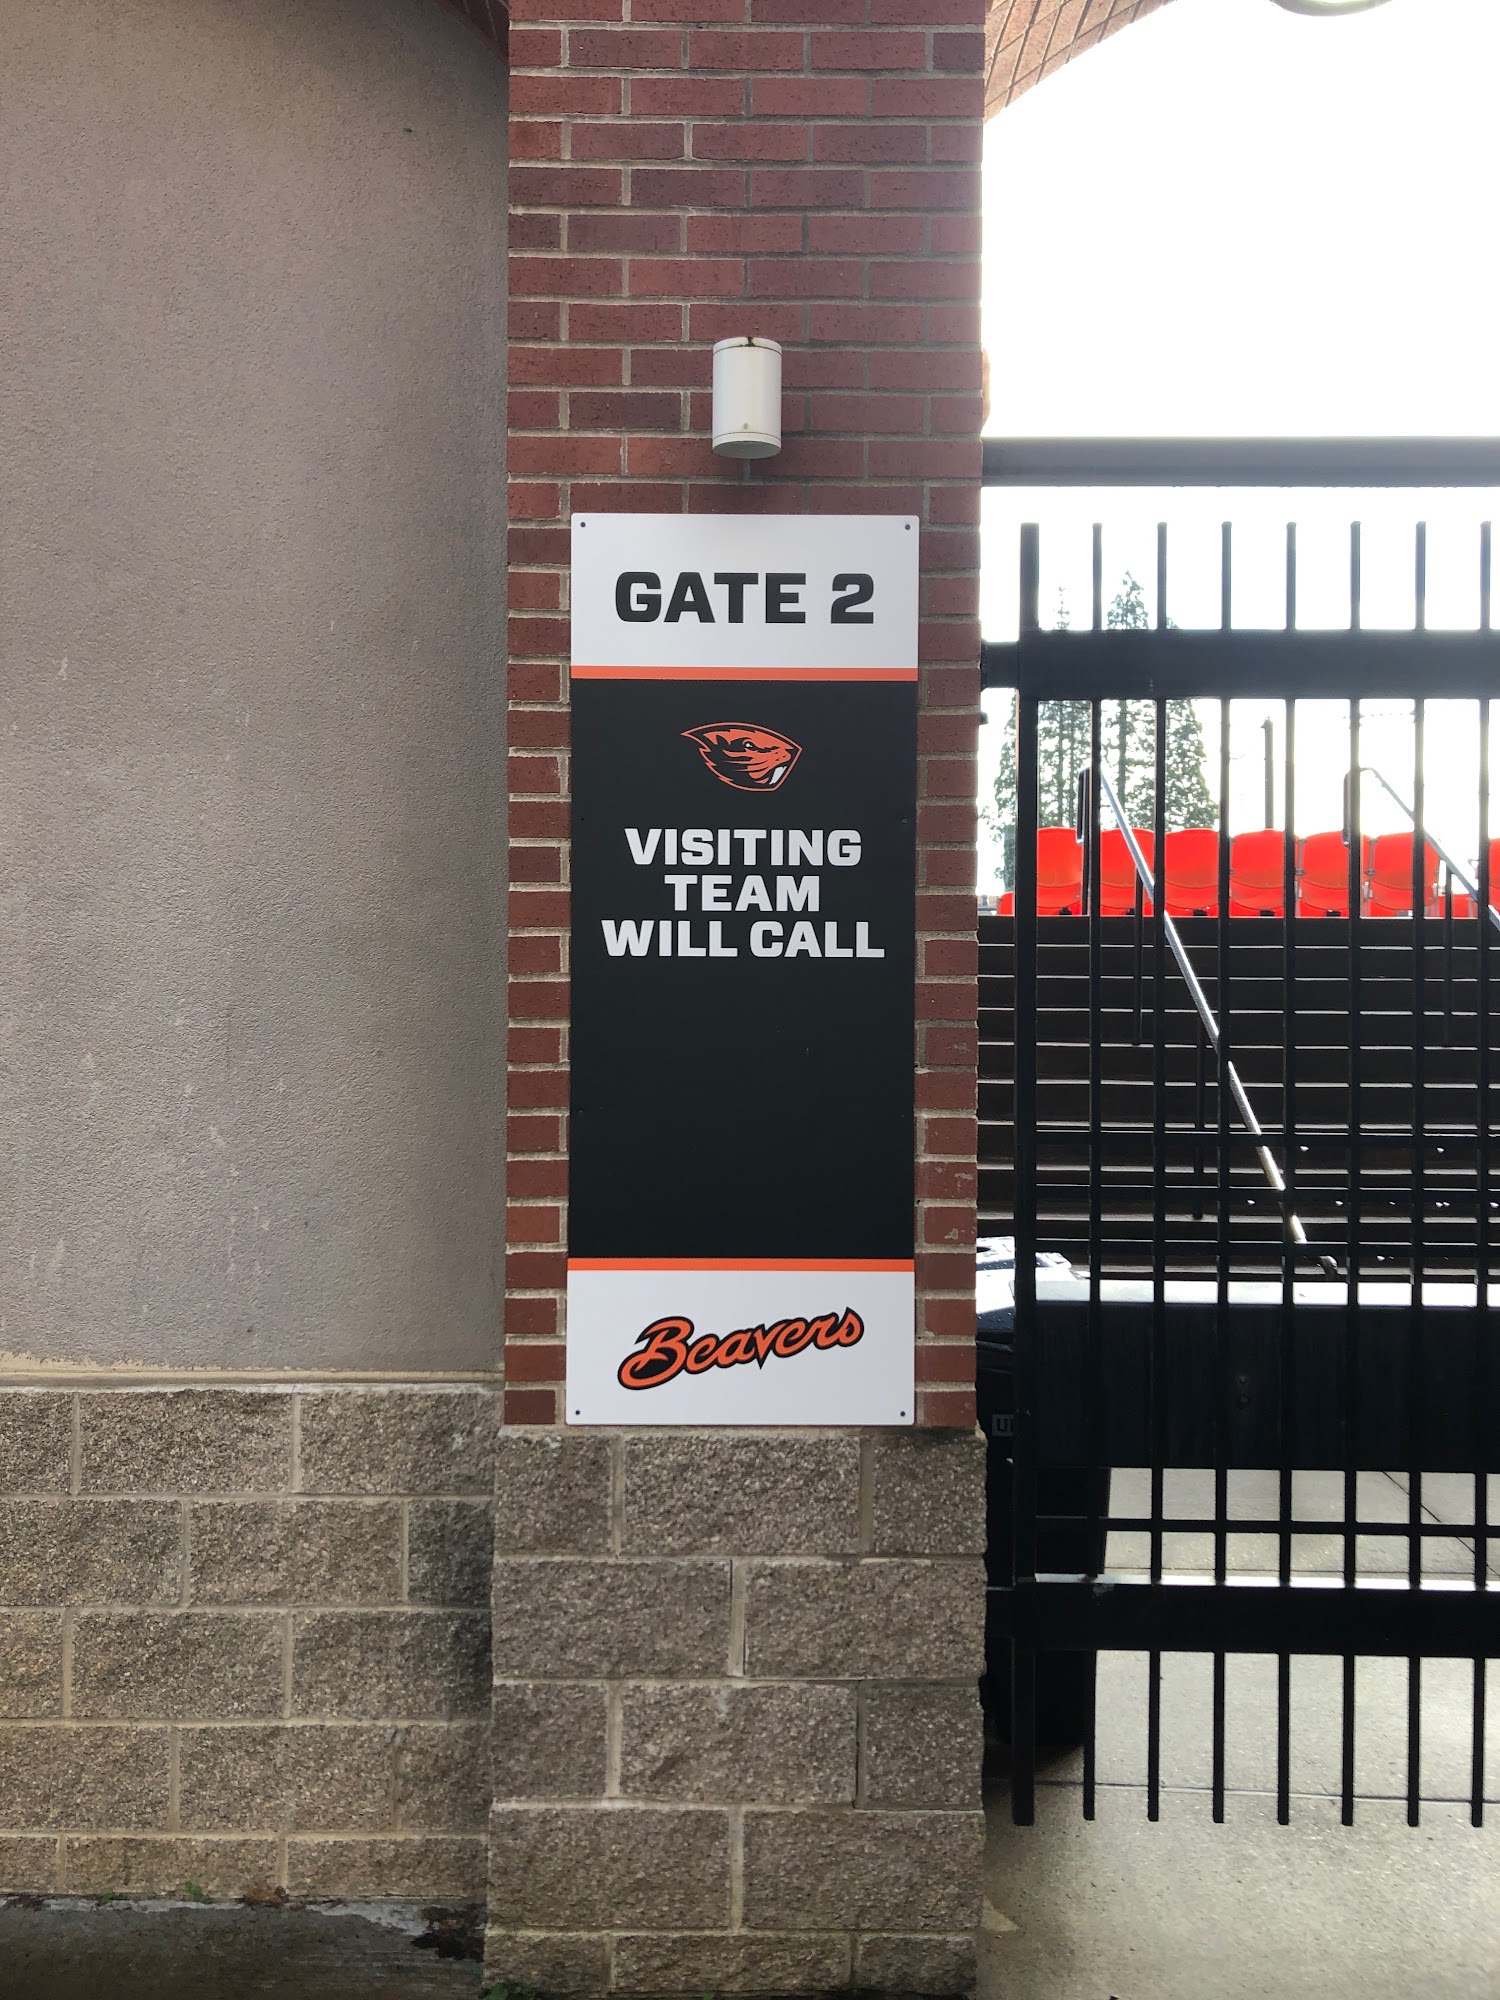 GATE 2
VISITING
TEAM
WILL CALL
Beavers